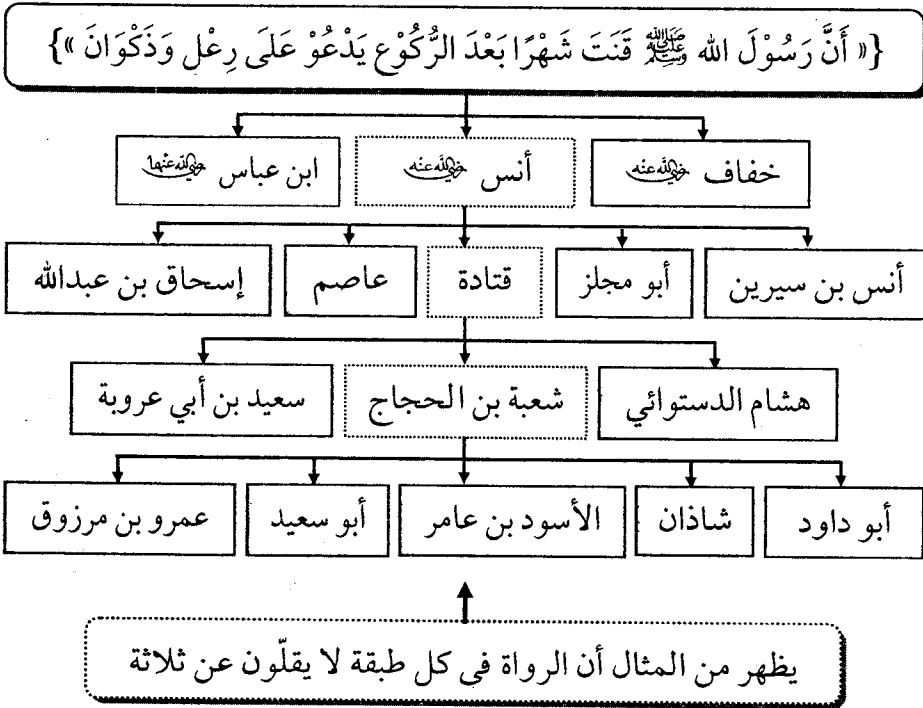 {« أَنَّ رَسُوْلَ الله ﷺ قَنَتَ شَهْرًا بَعْدَ الرُّكُوْعِ يَدْعُوْ عَلَى رِعْلٍ وَذَكْوَانَ »}
خفاف رضي الله عنه
أنس رضي الله عنه
ابن عباس رضي الله عنهما
أنس بن سيرين
أبو مجلز
قتادة
عاصم
إسحاق بن عبدالله
هشام الدستوائي
شعبة بن الحجاج
سعيد بن أبي عروبة
أبو داود
شاذان
الأسود بن عامر
أبو سعيد
عمرو بن مرزوق
يظهر من المثال أن الرواة في كل طبقة لا يقلّون عن ثلاثة